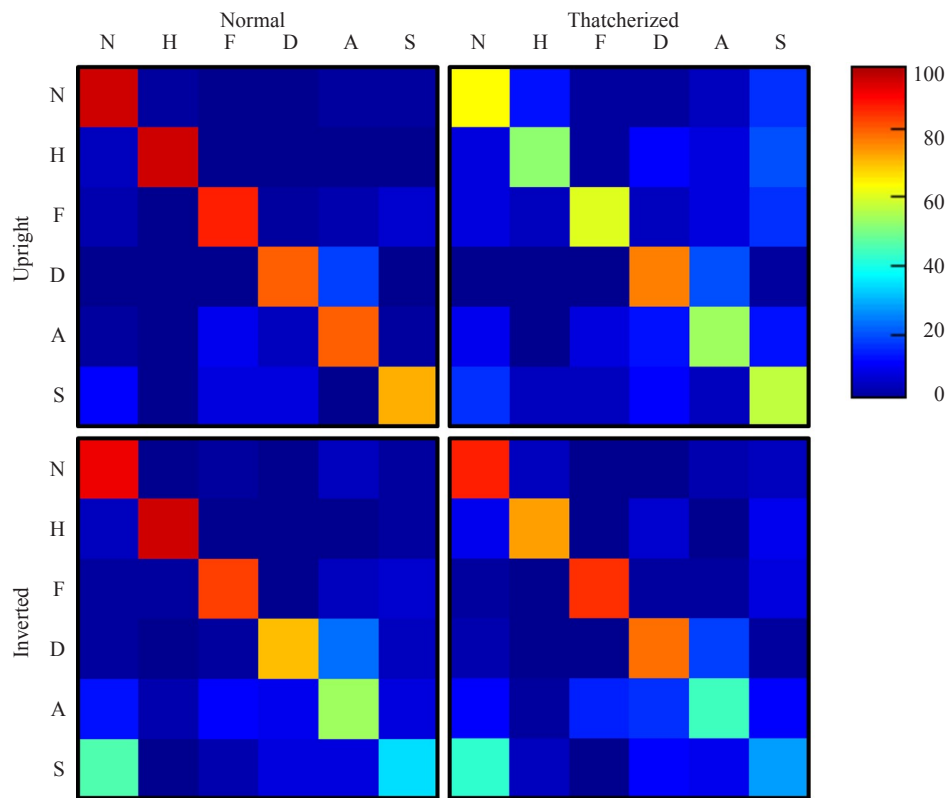 Normal Thatcherized
N H F D A S N H F D A S
N
H
F
D
A
S
Upright
N
H
F
D
A
S
Inverted
100
80
60
40
20
0